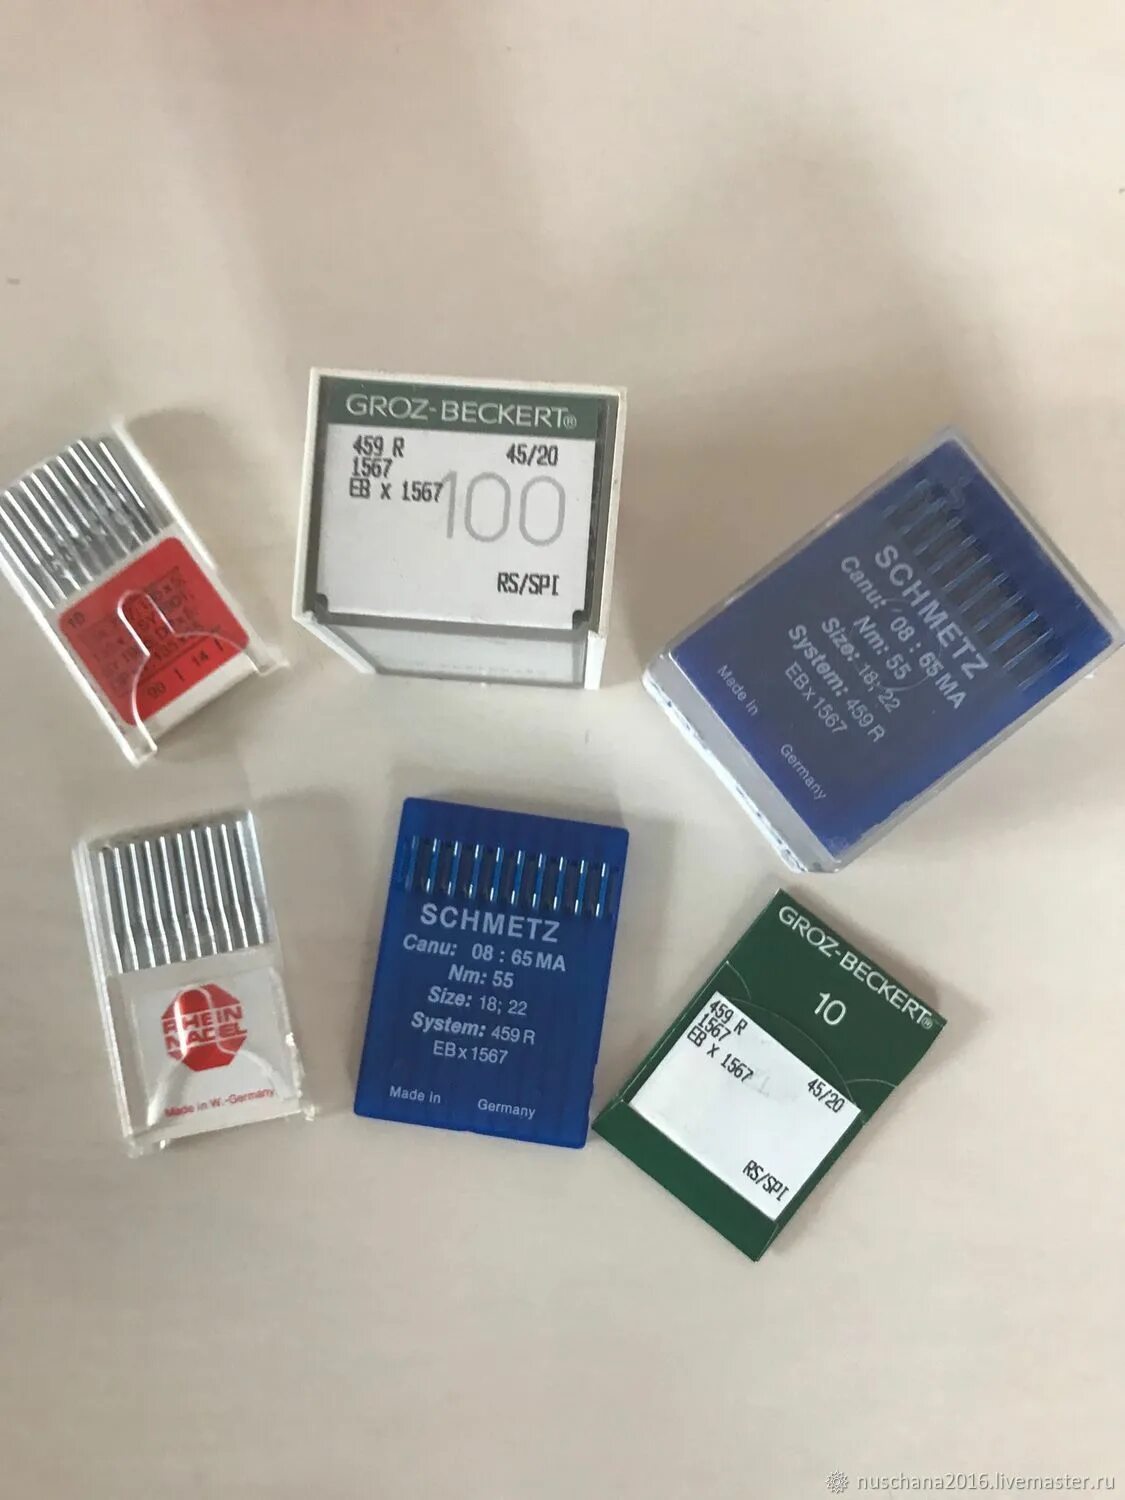 GROZ-BECKERT®
459 R 45/20
1567
EB x 1567
100
RS/SPI
SCHMETZ
Canu: 08 : 65 MA
Nm: 55
Size: 18; 22
System: 459 R
EB x 1567
Made in Germany
10
90 | 14 |
RHEIN
NADEL
Made in W.-Germany
SCHMETZ
Canu: 08 : 65 MA
Nm: 55
Size: 18; 22
System: 459 R
EB x 1567
Made in Germany
GROZ-BECKERT®
10
459 R
1567
EB X 1567
45/20
RS/SPI
nuschana2016.livemaster.ru